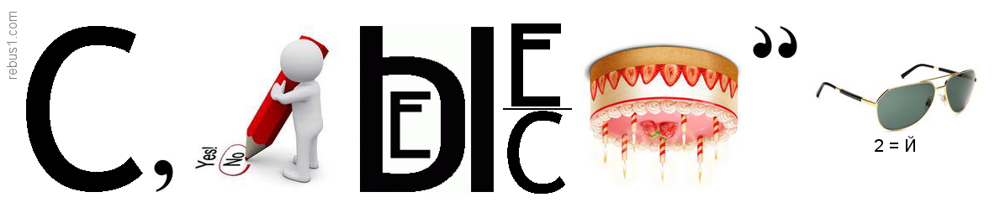 rebus1.com
С,
Yes!
No
Ы
Е
Е
С
,,
2 = Й